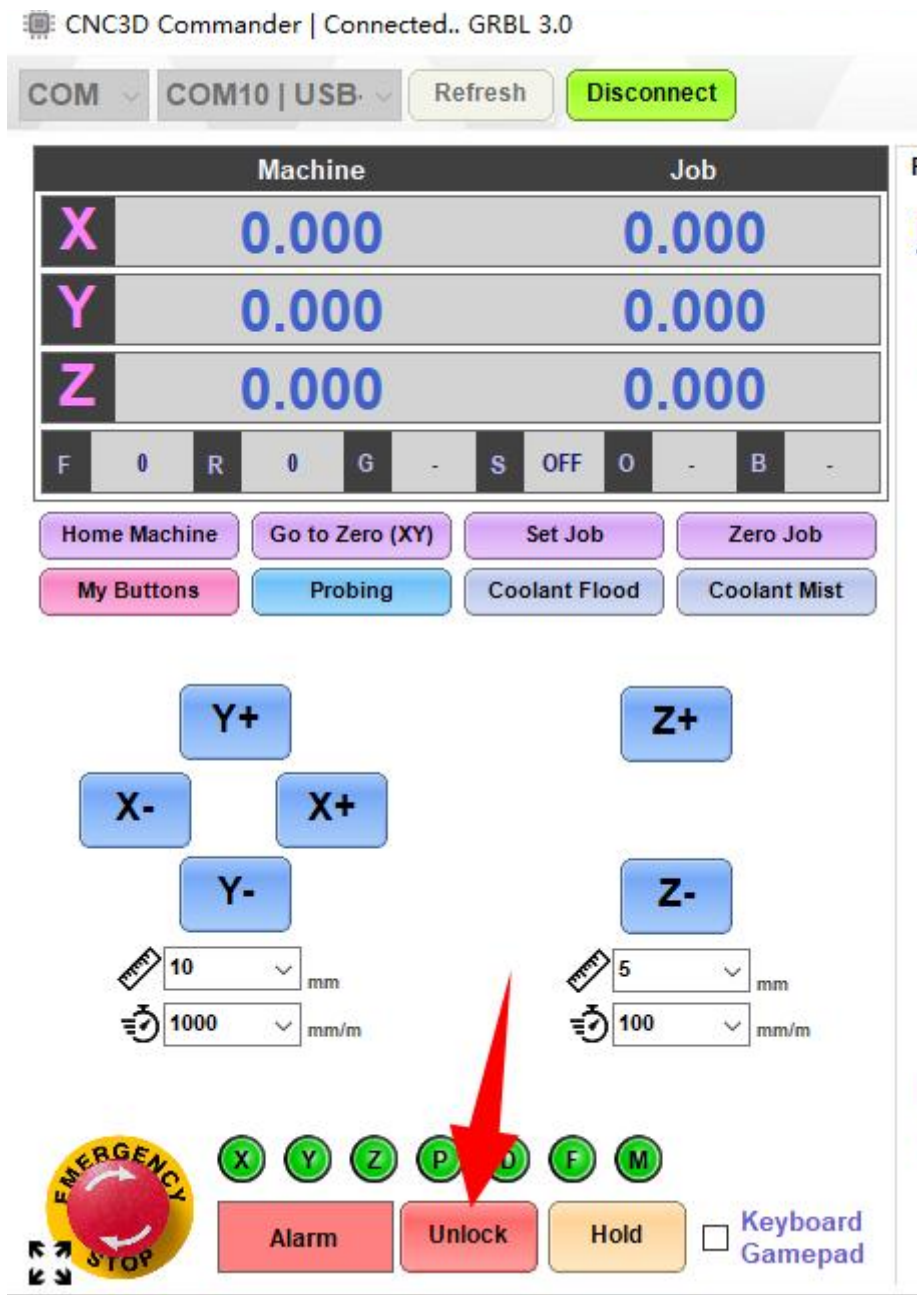 CNC3D Commander | Connected.. GRBL 3.0
COM COM10 | USB- Refresh Disconnect
Machine Job
X 0.000 0.000
Y 0.000 0.000
Z 0.000 0.000
F 0 R 0 G - S OFF O - B -
Home Machine Go to Zero (XY) Set Job Zero Job
My Buttons Probing Coolant Flood Coolant Mist
Y+ Z+
X- X+
Y- Z-
10 mm 5 mm
1000 mm/m 100 mm/m
EMERGENCY STOP
X Y Z P D F M
Alarm Unlock Hold Keyboard Gamepad